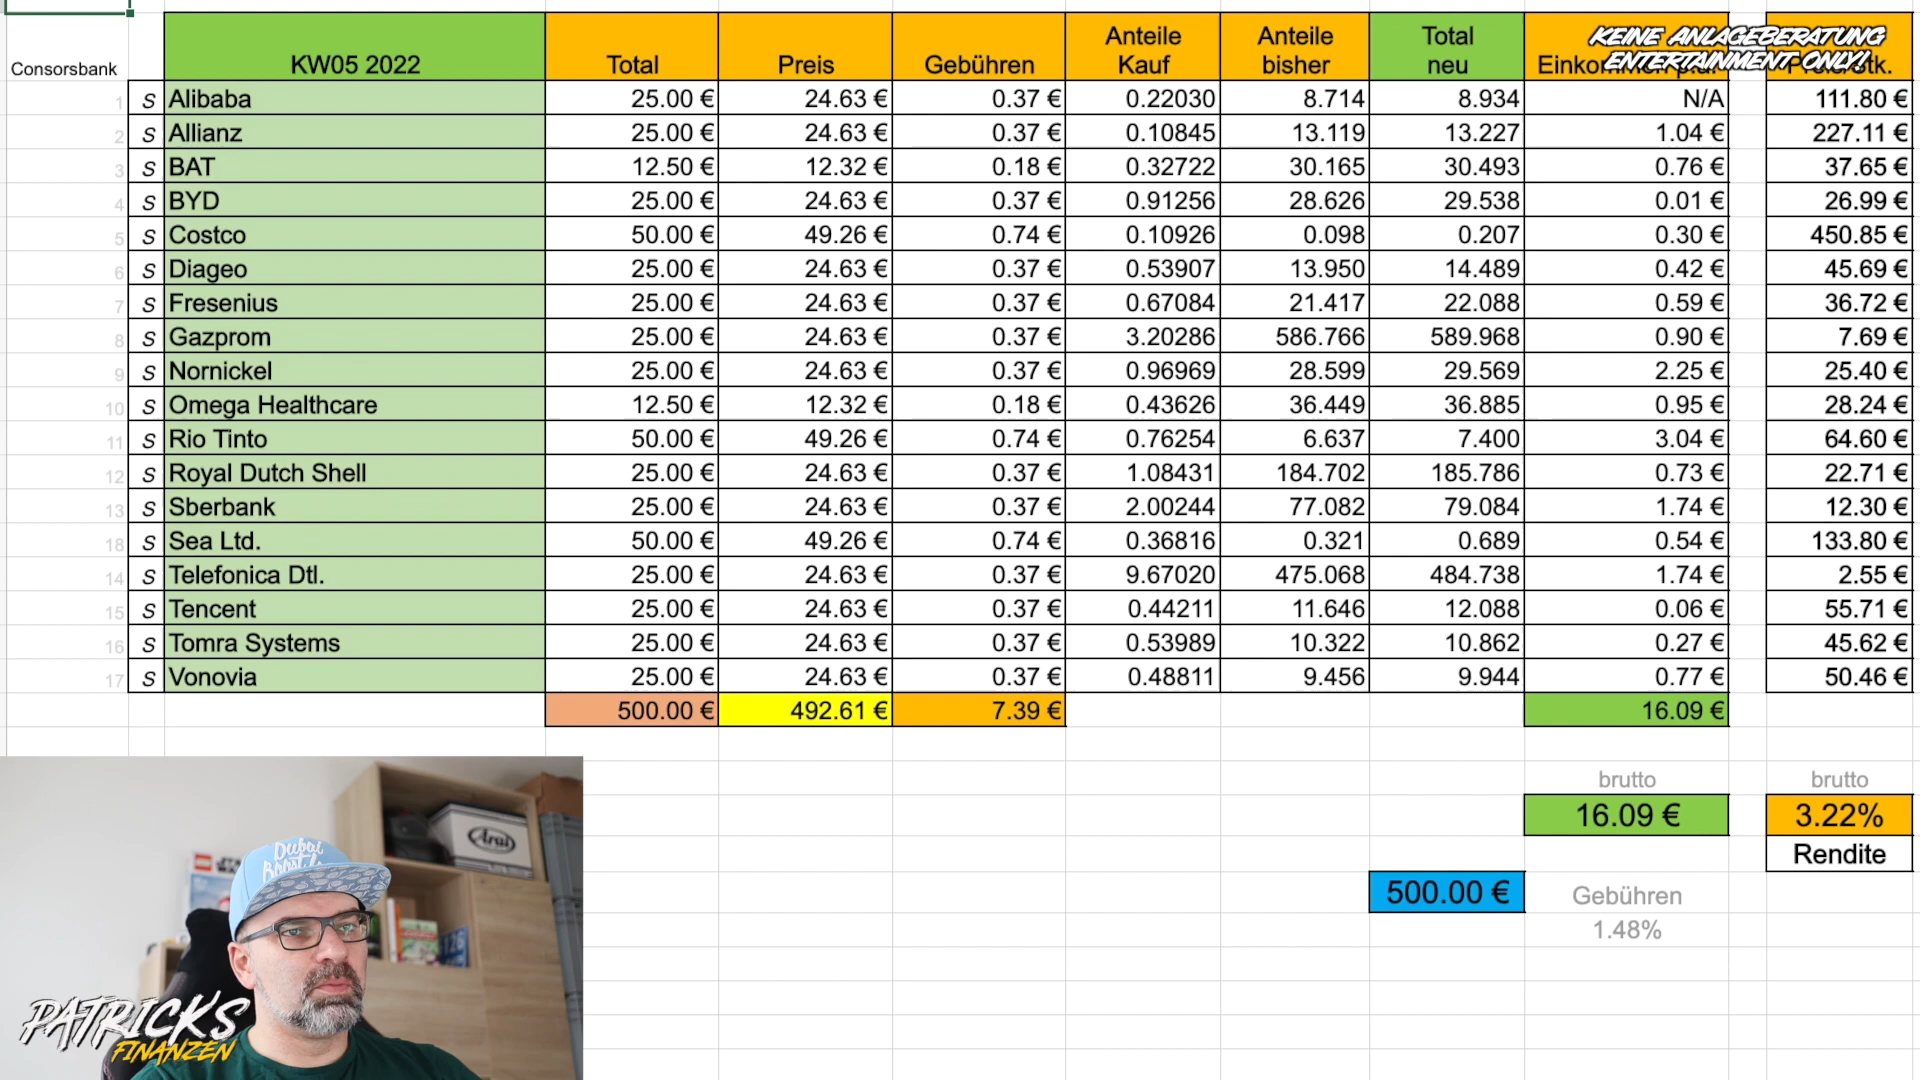 KEINE ANLAGEBERATUNG
ENTERTAINMENT ONLY!
Consorsbank KW05 2022 Total Preis Gebühren Anteile Kauf Anteile bisher Total neu
1 S Alibaba 25.00 € 24.63 € 0.37 € 0.22030 8.714 8.934 N/A 111.80 €
2 S Allianz 25.00 € 24.63 € 0.37 € 0.10845 13.119 13.227 1.04 € 227.11 €
3 S BAT 12.50 € 12.32 € 0.18 € 0.32722 30.165 30.493 0.76 € 37.65 €
4 S BYD 25.00 € 24.63 € 0.37 € 0.91256 28.626 29.538 0.01 € 26.99 €
5 S Costco 50.00 € 49.26 € 0.74 € 0.10926 0.098 0.207 0.30 € 450.85 €
6 S Diageo 25.00 € 24.63 € 0.37 € 0.53907 13.950 14.489 0.42 € 45.69 €
7 S Fresenius 25.00 € 24.63 € 0.37 € 0.67084 21.417 22.088 0.59 € 36.72 €
8 S Gazprom 25.00 € 24.63 € 0.37 € 3.20286 586.766 589.968 0.90 € 7.69 €
9 S Nornickel 25.00 € 24.63 € 0.37 € 0.96969 28.599 29.569 2.25 € 25.40 €
10 S Omega Healthcare 12.50 € 12.32 € 0.18 € 0.43626 36.449 36.885 0.95 € 28.24 €
11 S Rio Tinto 50.00 € 49.26 € 0.74 € 0.76254 6.637 7.400 3.04 € 64.60 €
12 S Royal Dutch Shell 25.00 € 24.63 € 0.37 € 1.08431 184.702 185.786 0.73 € 22.71 €
13 S Sberbank 25.00 € 24.63 € 0.37 € 2.00244 77.082 79.084 1.74 € 12.30 €
18 S Sea Ltd. 50.00 € 49.26 € 0.74 € 0.36816 0.321 0.689 0.54 € 133.80 €
14 S Telefonica Dtl. 25.00 € 24.63 € 0.37 € 9.67020 475.068 484.738 1.74 € 2.55 €
15 S Tencent 25.00 € 24.63 € 0.37 € 0.44211 11.646 12.088 0.06 € 55.71 €
16 S Tomra Systems 25.00 € 24.63 € 0.37 € 0.53989 10.322 10.862 0.27 € 45.62 €
17 S Vonovia 25.00 € 24.63 € 0.37 € 0.48811 9.456 9.944 0.77 € 50.46 €
500.00 € 492.61 € 7.39 € 16.09 €
brutto brutto
16.09 € 3.22%
Rendite
500.00 € Gebühren
1.48%
Dubai
Arai
PATRICKS
FINANZEN